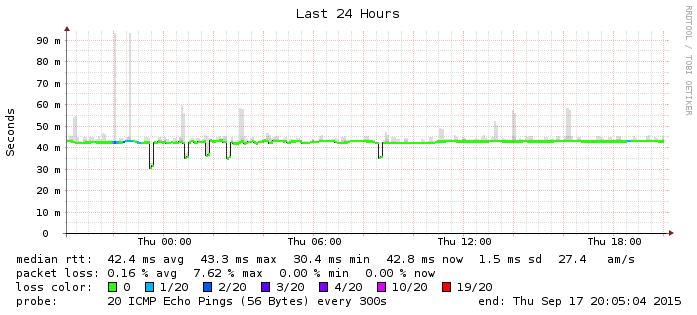 Last 24 Hours
RRDTOOL / TOBI OETIKER
Seconds
90 m
80 m
70 m
60 m
50 m
40 m
30 m
20 m
10 m
0
Thu 00:00 Thu 06:00 Thu 12:00 Thu 18:00
median rtt: 42.4 ms avg 43.3 ms max 30.4 ms min 42.8 ms now 1.5 ms sd 27.4 am/s
packet loss: 0.16 % avg 7.62 % max 0.00 % min 0.00 % now
loss color: 0 1/20 2/20 3/20 4/20 10/20 19/20
probe: 20 ICMP Echo Pings (56 Bytes) every 300s end: Thu Sep 17 20:05:04 2015